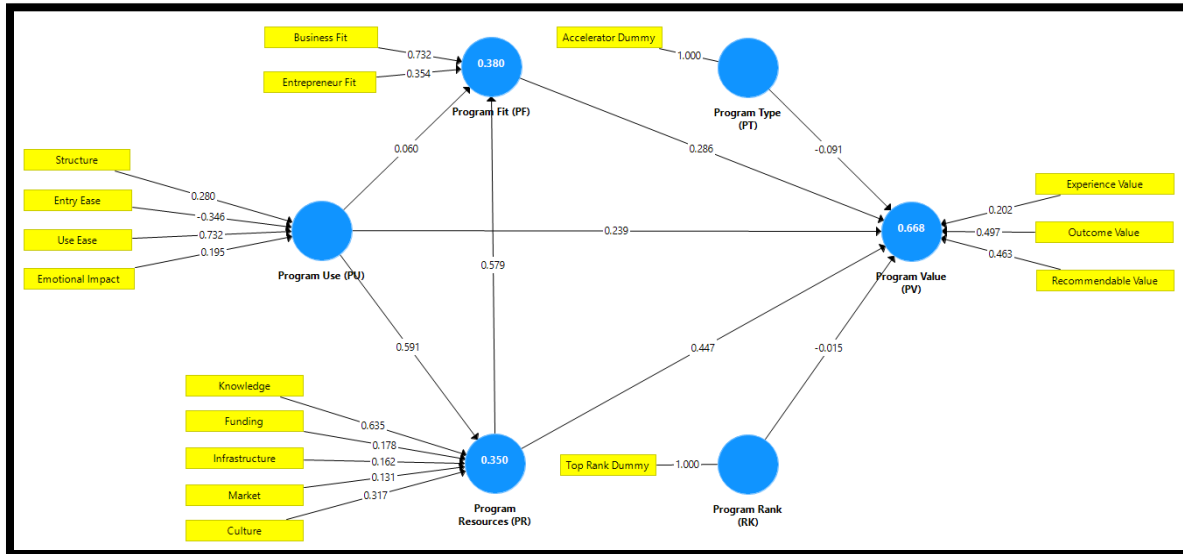 Business Fit
0.732
Entrepreneur Fit
0.354
0.380
Program Fit (PF)
Accelerator Dummy
1.000
Program Type
(PT)
0.060
0.286
-0.091
Structure
0.280
Entry Ease
-0.346
Use Ease
0.732
Emotional Impact
0.195
Program Use (PU)
0.239
0.579
0.591
0.668
Program Value
(PV)
Experience Value
0.202
Outcome Value
0.497
Recommendable Value
0.463
0.447
-0.015
Knowledge
0.635
Funding
0.178
Infrastructure
0.162
Market
0.131
Culture
0.317
0.350
Program
Resources (PR)
Top Rank Dummy
1.000
Program Rank
(RK)